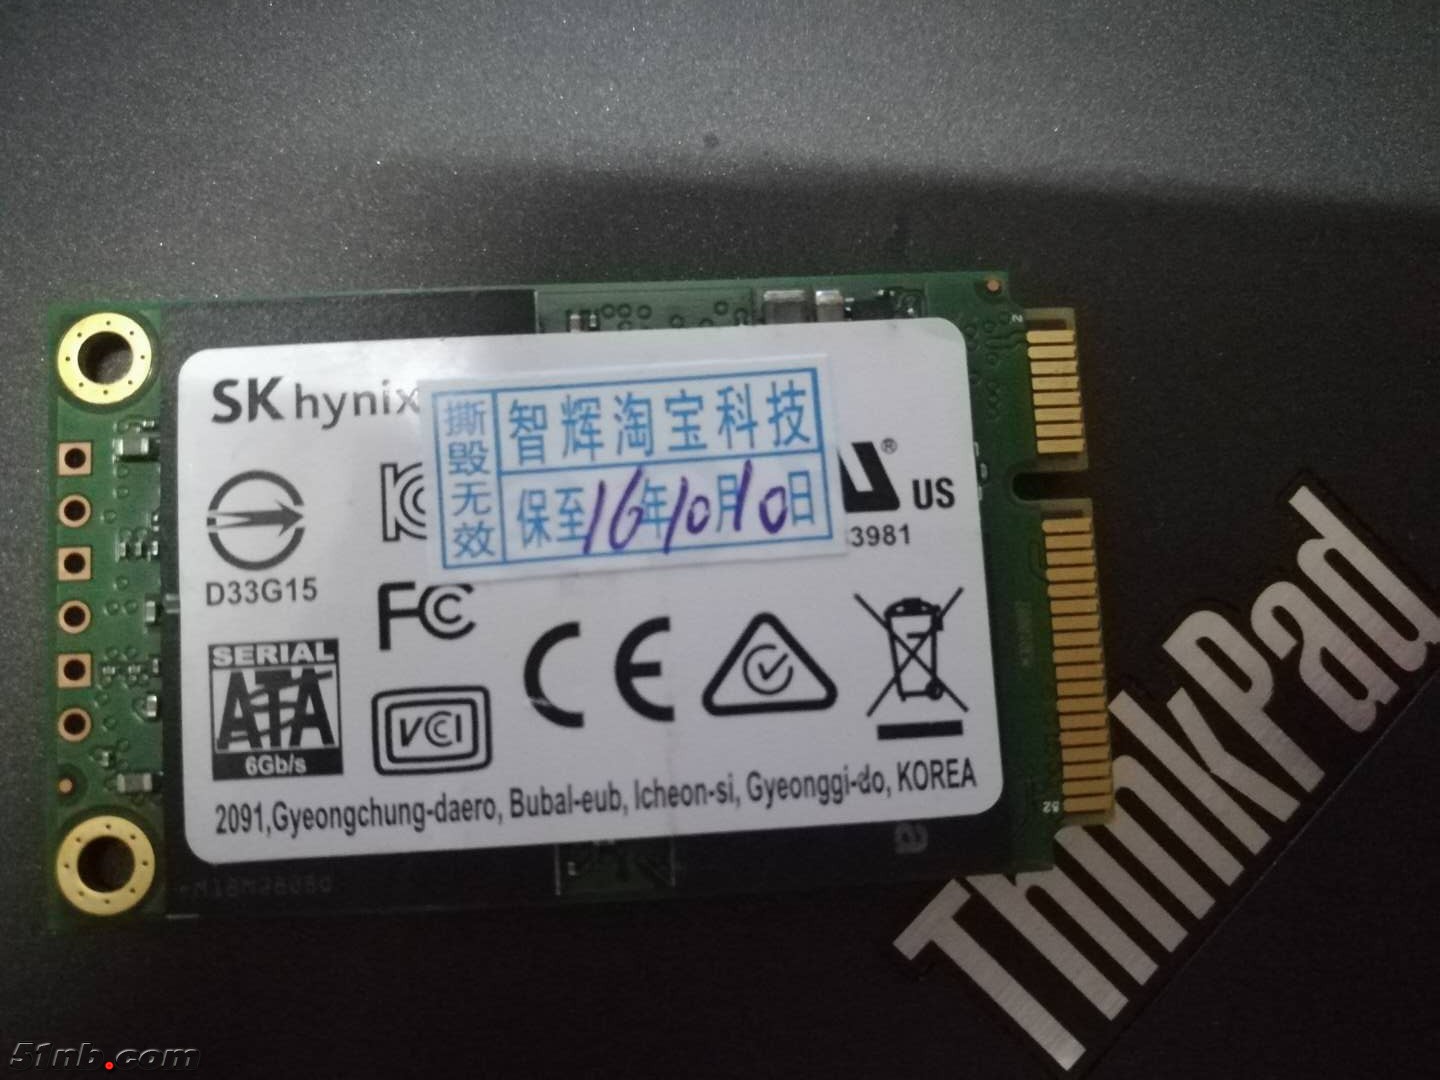 SK hynix
撕毁无效
智辉淘宝科技
保至16年10月10日
US
3981
D33G15
FC
CE
SERIAL
ATA
6Gb/s
VCI
2091,Gyeongchung-daero, Bubal-eub, Icheon-si, Gyeonggi-do, KOREA
2
52
ThinkPad
51nb.com